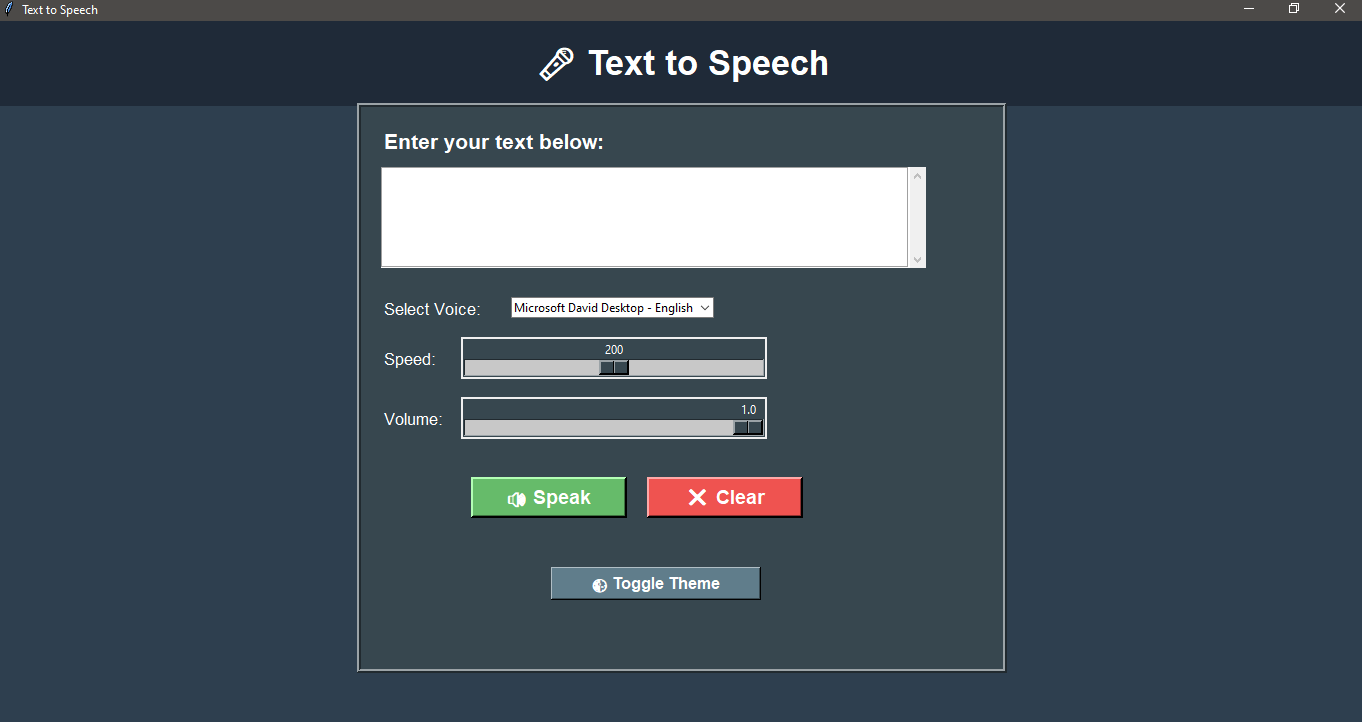 Text to Speech
Text to Speech
Enter your text below:
Select Voice: Microsoft David Desktop - English
200
Speed:
1.0
Volume:
Speak Clear
Toggle Theme